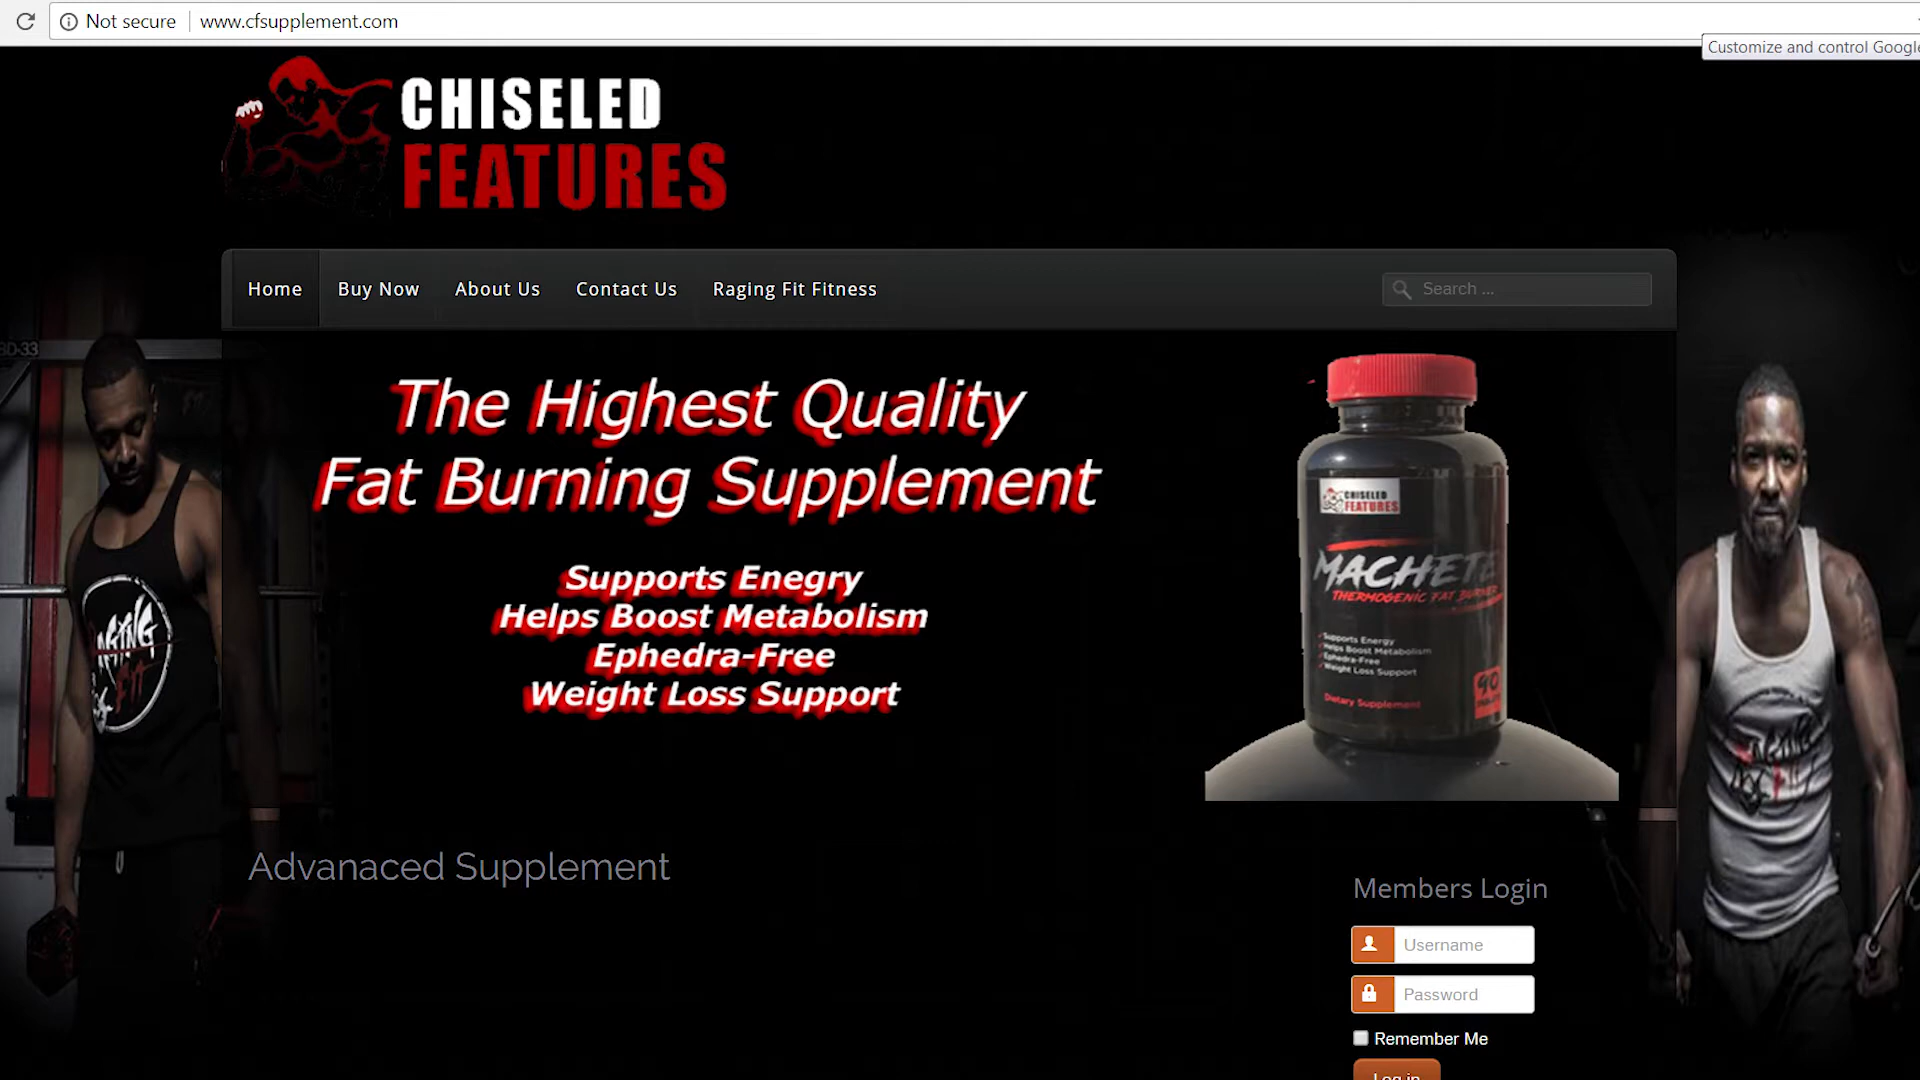 Not secure
www.cfsupplement.com
Customize and control Google
CHISELED
FEATURES
Home
Buy Now
About Us
Contact Us
Raging Fit Fitness
Search ...
The Highest Quality
Fat Burning Supplement
Supports Enegry
Helps Boost Metabolism
Ephedra-Free
Weight Loss Support
CHISELED
FEATURES
MACHETE
THERMOGENIC FAT BURNER
Supports Energy
Helps Boost Metabolism
Ephedra-Free
Weight Loss Support
90
Dietary Supplement
Advanaced Supplement
Members Login
Username
Password
Remember Me
Log in